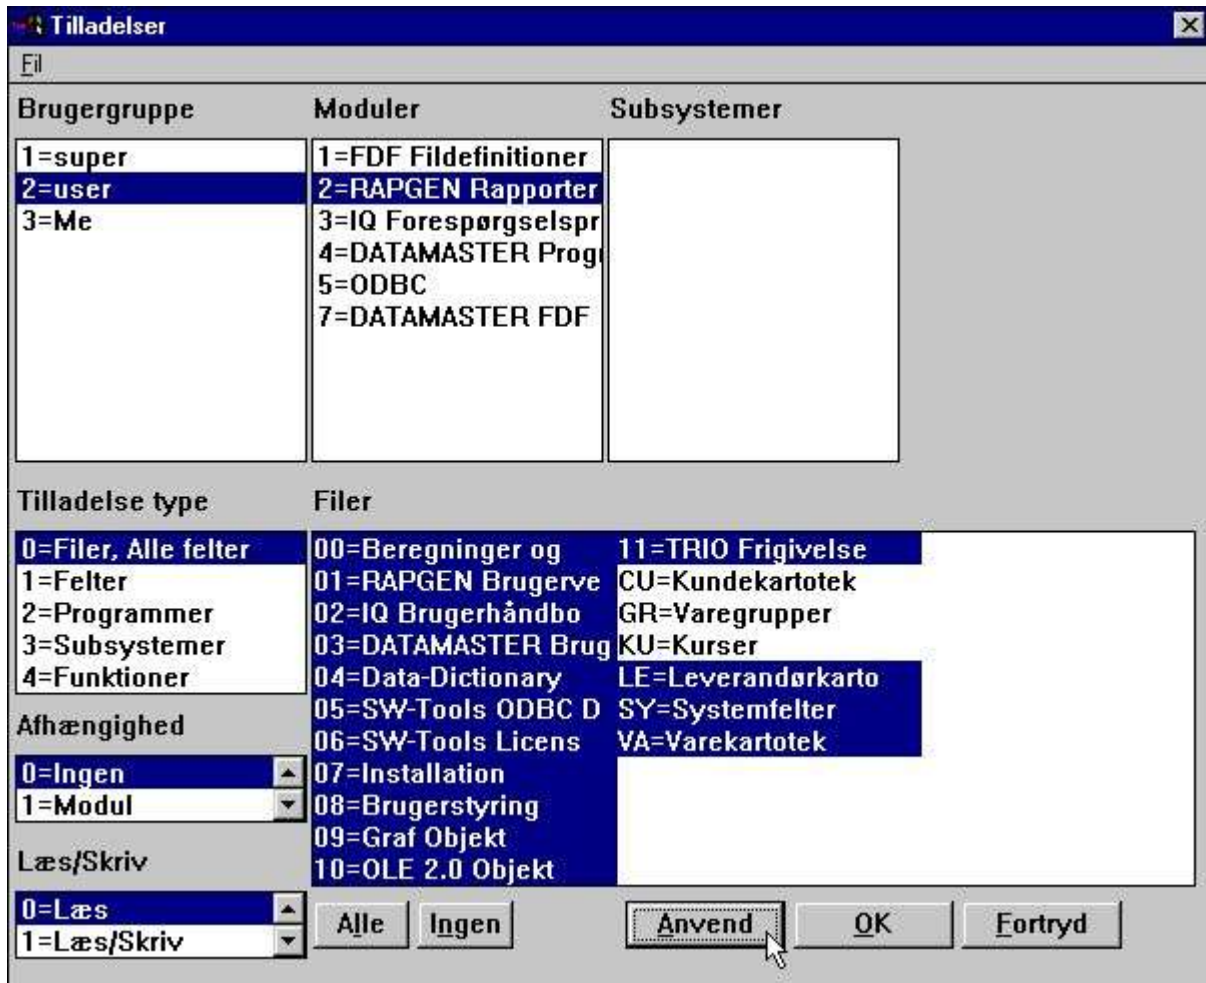 Tilladelser
Fil
Brugergruppe
1=super
2=user
3=Me
Moduler
1=FDF Fildefinitioner
2=RAPGEN Rapporter
3=IQ Forespørgselspr
4=DATAMASTER Progr
5=ODBC
7=DATAMASTER FDF
Subsystemer
Tilladelse type
0=Filer, Alle felter
1=Felter
2=Programmer
3=Subsystemer
4=Funktioner
Afhængighed
0=Ingen
1=Modul
Læs/Skriv
0=Læs
1=Læs/Skriv
Filer
00=Beregninger og
01=RAPGEN Brugerve
02=IQ Brugerhåndbo
03=DATAMASTER Brug
04=Data-Dictionary
05=SW-Tools ODBC D
06=SW-Tools Licens
07=Installation
08=Brugerstyring
09=Graf Objekt
10=OLE 2.0 Objekt
11=TRIO Frigivelse
CU=Kundekartotek
GR=Varegrupper
KU=Kurser
LE=Leverandørkarto
SY=Systemfelter
VA=Varekartotek
Alle
Ingen
Anvend
OK
Fortryd